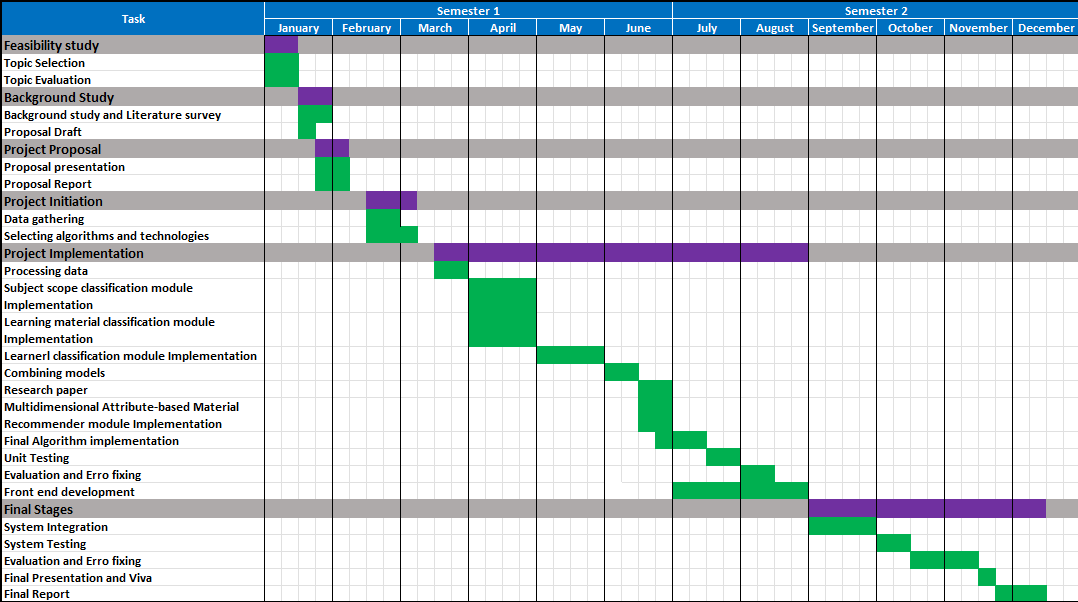 Task
Semester 1
Semester 2
January February March April May June July August September October November December
Feasibility study
Topic Selection
Topic Evaluation
Background Study
Background study and Literature survey
Proposal Draft
Project Proposal
Proposal presentation
Proposal Report
Project Initiation
Data gathering
Selecting algorithms and technologies
Project Implementation
Processing data
Subject scope classification module
Implementation
Learning material classification module
Implementation
Learnerl classification module Implementation
Combining models
Research paper
Multidimensional Attribute-based Material
Recommender module Implementation
Final Algorithm implementation
Unit Testing
Evaluation and Erro fixing
Front end development
Final Stages
System Integration
System Testing
Evaluation and Erro fixing
Final Presentation and Viva
Final Report